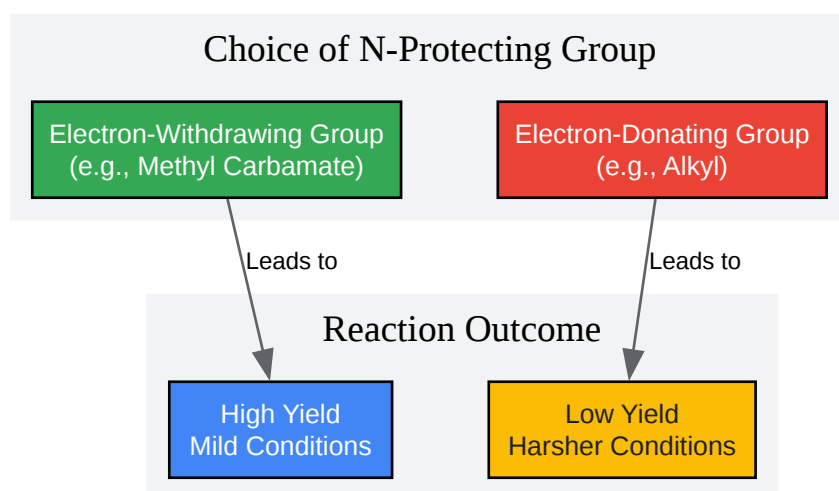 Choice of N-Protecting Group
Electron-Withdrawing Group
(e.g., Methyl Carbamate)
Electron-Donating Group
(e.g., Alkyl)
Leads to
Leads to
Reaction Outcome
High Yield
Mild Conditions
Low Yield
Harsher Conditions